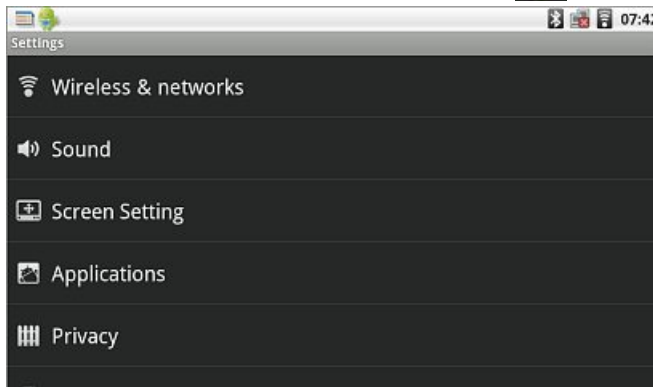 07:42
Settings
Wireless & networks
Sound
Screen Setting
Applications
Privacy